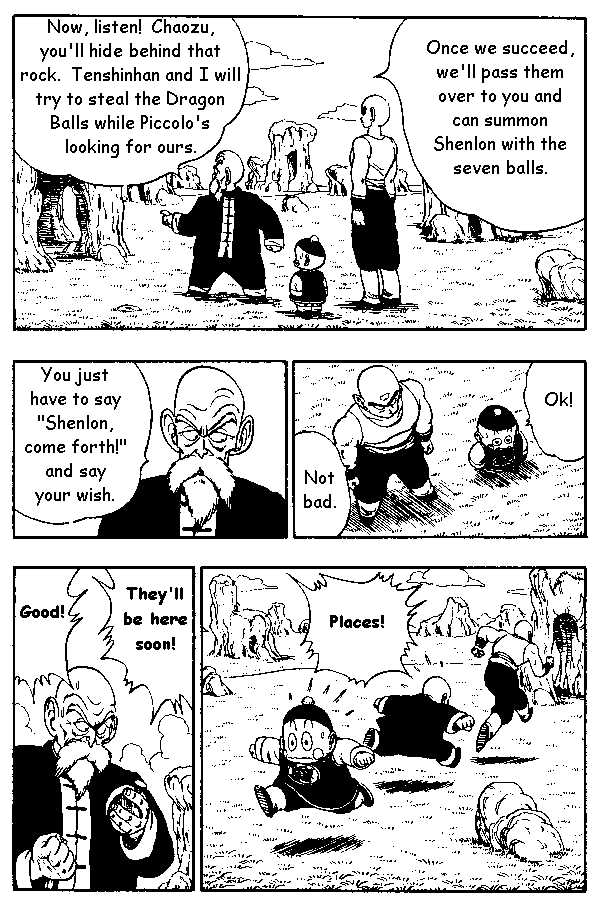 Now, listen! Chaozu,
you'll hide behind that
rock. Tenshinhan and I will
try to steal the Dragon
Balls while Piccolo's
looking for ours.
Once we succeed,
we'll pass them
over to you and
can summon
Shenlon with the
seven balls.
You just
have to say
"Shenlon,
come forth!"
and say
your wish.
Not
bad.
Ok!
Good!
They'll
be here
soon!
Places!